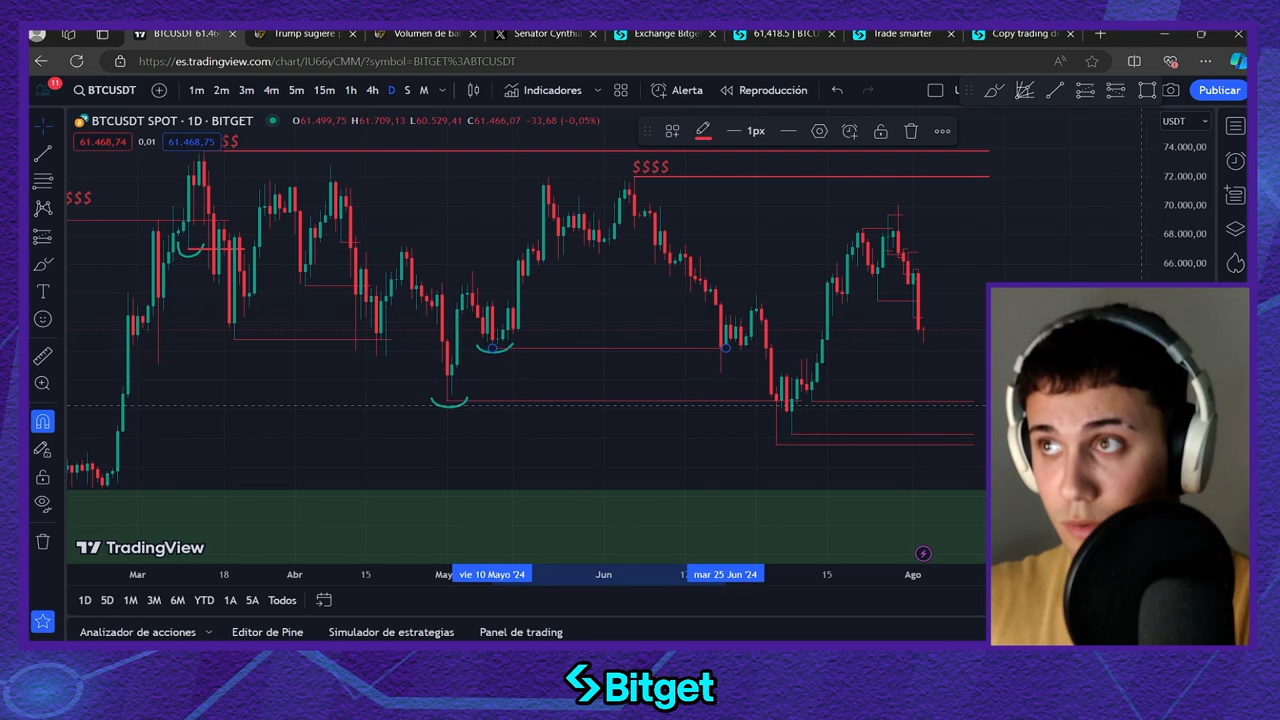 BTCUSDT 61.46
Trump sugiere
Volumen de ba
Senator Cynthi
Exchange Bitge
61,418.5 | BTCU
Trade smarter
Copy trading d
https://es.tradingview.com/chart/IU66yCMM/?symbol=BITGET%3ABTCUSDT
11
BTCUSDT
1m 2m 3m 4m 5m 15m 1h 4h D S M
Indicadores
Alerta
Reproducción
Publicar
BTCUSDT SPOT · 1D · BITGET
O61.499,75 H61.709,13 L60.529,41 C61.466,07 −33,68 (−0,05%)
1px
USDT
61.468,74 0,01 61.468,75
$$
$$$$
$$$
74.000,00
72.000,00
70.000,00
68.000,00
66.000,00
TradingView
Mar 18 Abr 15 May vie 10 Mayo '24 Jun mar 25 Jun '24 15 Ago
1D 5D 1M 3M 6M YTD 1A 5A Todos
Analizador de acciones Editor de Pine Simulador de estrategias Panel de trading
Bitget